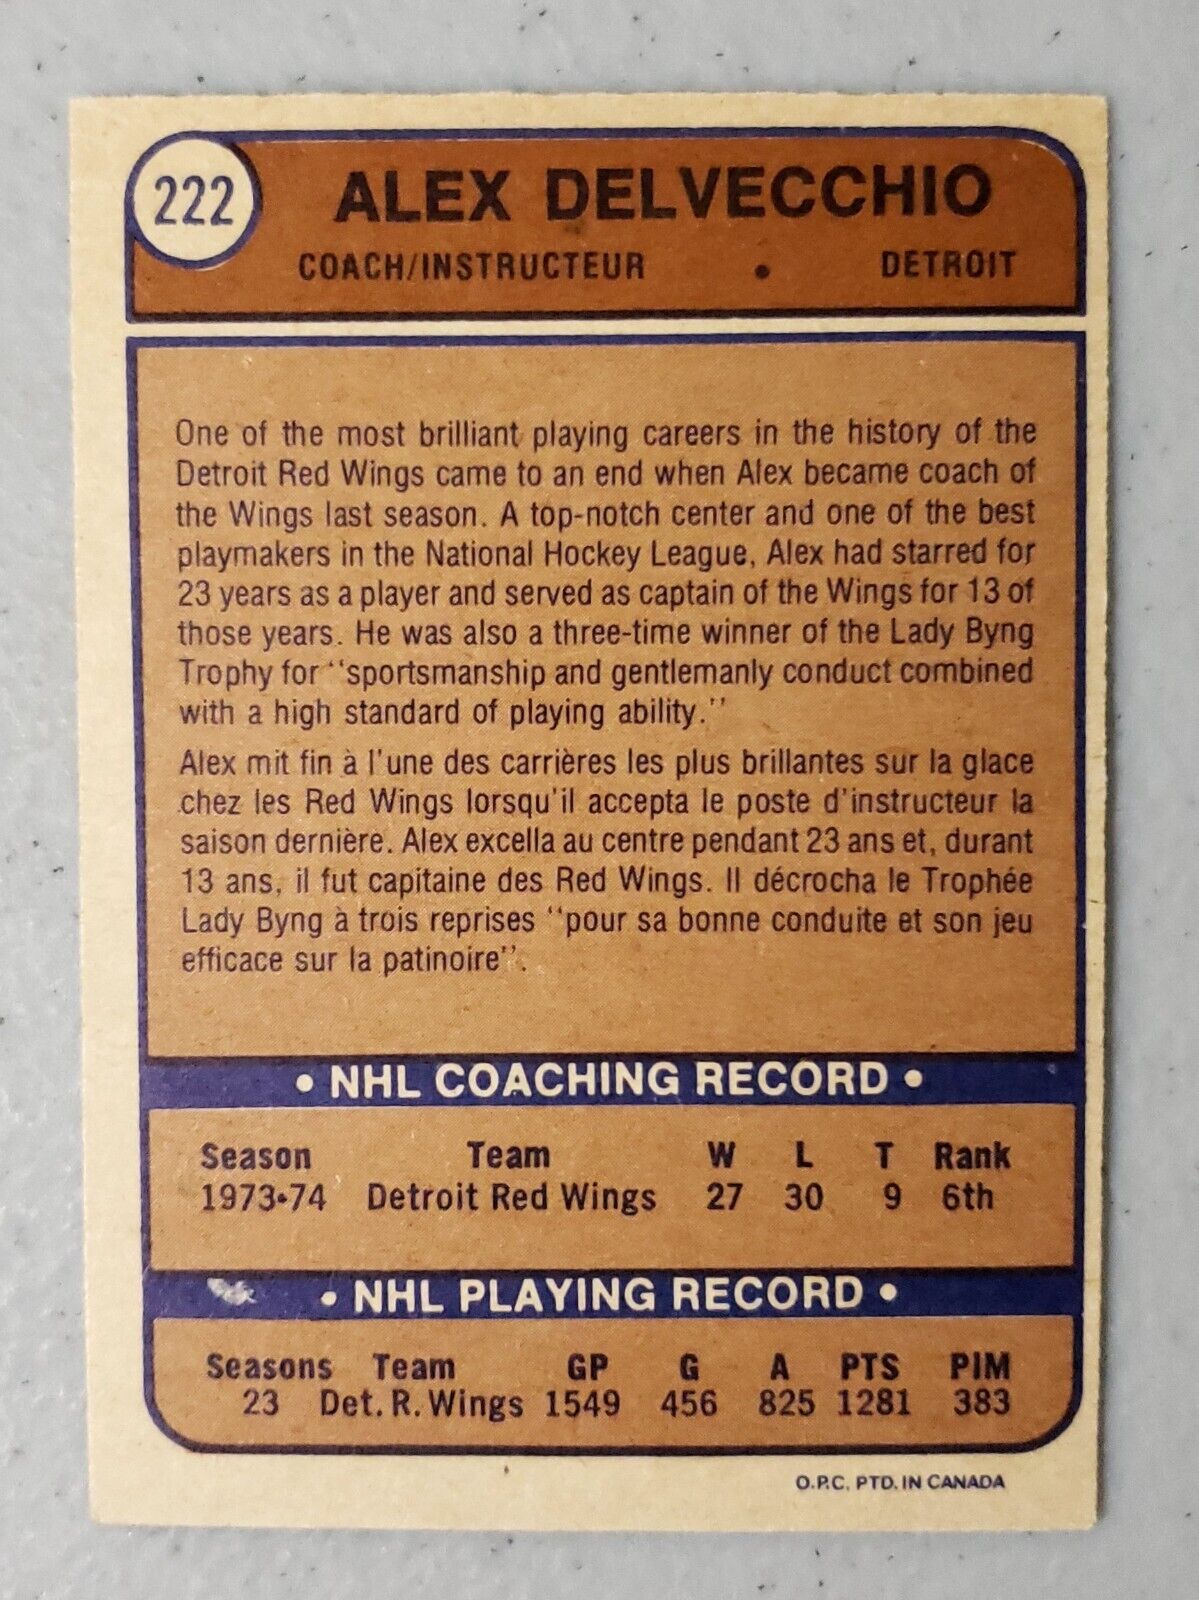 222
ALEX DELVECCHIO
COACH/INSTRUCTEUR • DETROIT
One of the most brilliant playing careers in the history of the
Detroit Red Wings came to an end when Alex became coach of
the Wings last season. A top-notch center and one of the best
playmakers in the National Hockey League, Alex had starred for
23 years as a player and served as captain of the Wings for 13 of
those years. He was also a three-time winner of the Lady Byng
Trophy for "sportsmanship and gentlemanly conduct combined
with a high standard of playing ability."
Alex mit fin à l'une des carrières les plus brillantes sur la glace
chez les Red Wings lorsqu'il accepta le poste d'instructeur la
saison dernière. Alex excella au centre pendant 23 ans et, durant
13 ans, il fut capitaine des Red Wings. Il décrocha le Trophée
Lady Byng à trois reprises "pour sa bonne conduite et son jeu
efficace sur la patinoire".
• NHL COACHING RECORD •
Season Team W L T Rank
1973-74 Detroit Red Wings 27 30 9 6th
• NHL PLAYING RECORD •
Seasons Team GP G A PTS PIM
23 Det. R. Wings 1549 456 825 1281 383
O.P.C. PTD. IN CANADA